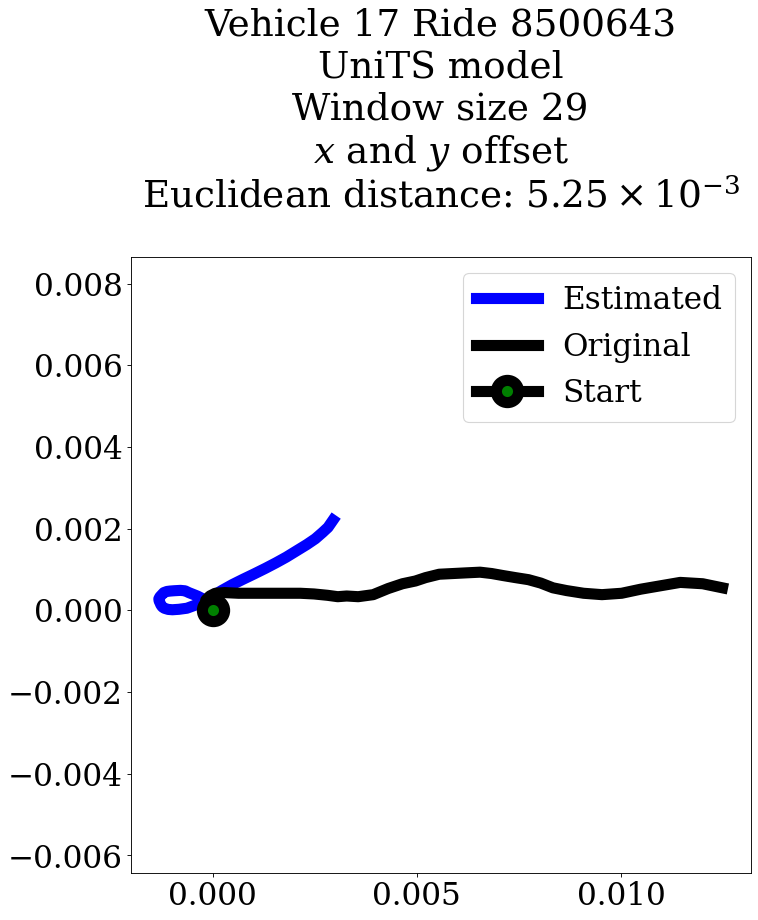 Vehicle 17 Ride 8500643
UniTS model
Window size 29
x and y offset
Euclidean distance: 5.25 × 10⁻³
Estimated
Original
Start
0.008
0.006
0.004
0.002
0.000
−0.002
−0.004
−0.006
0.000 0.005 0.010